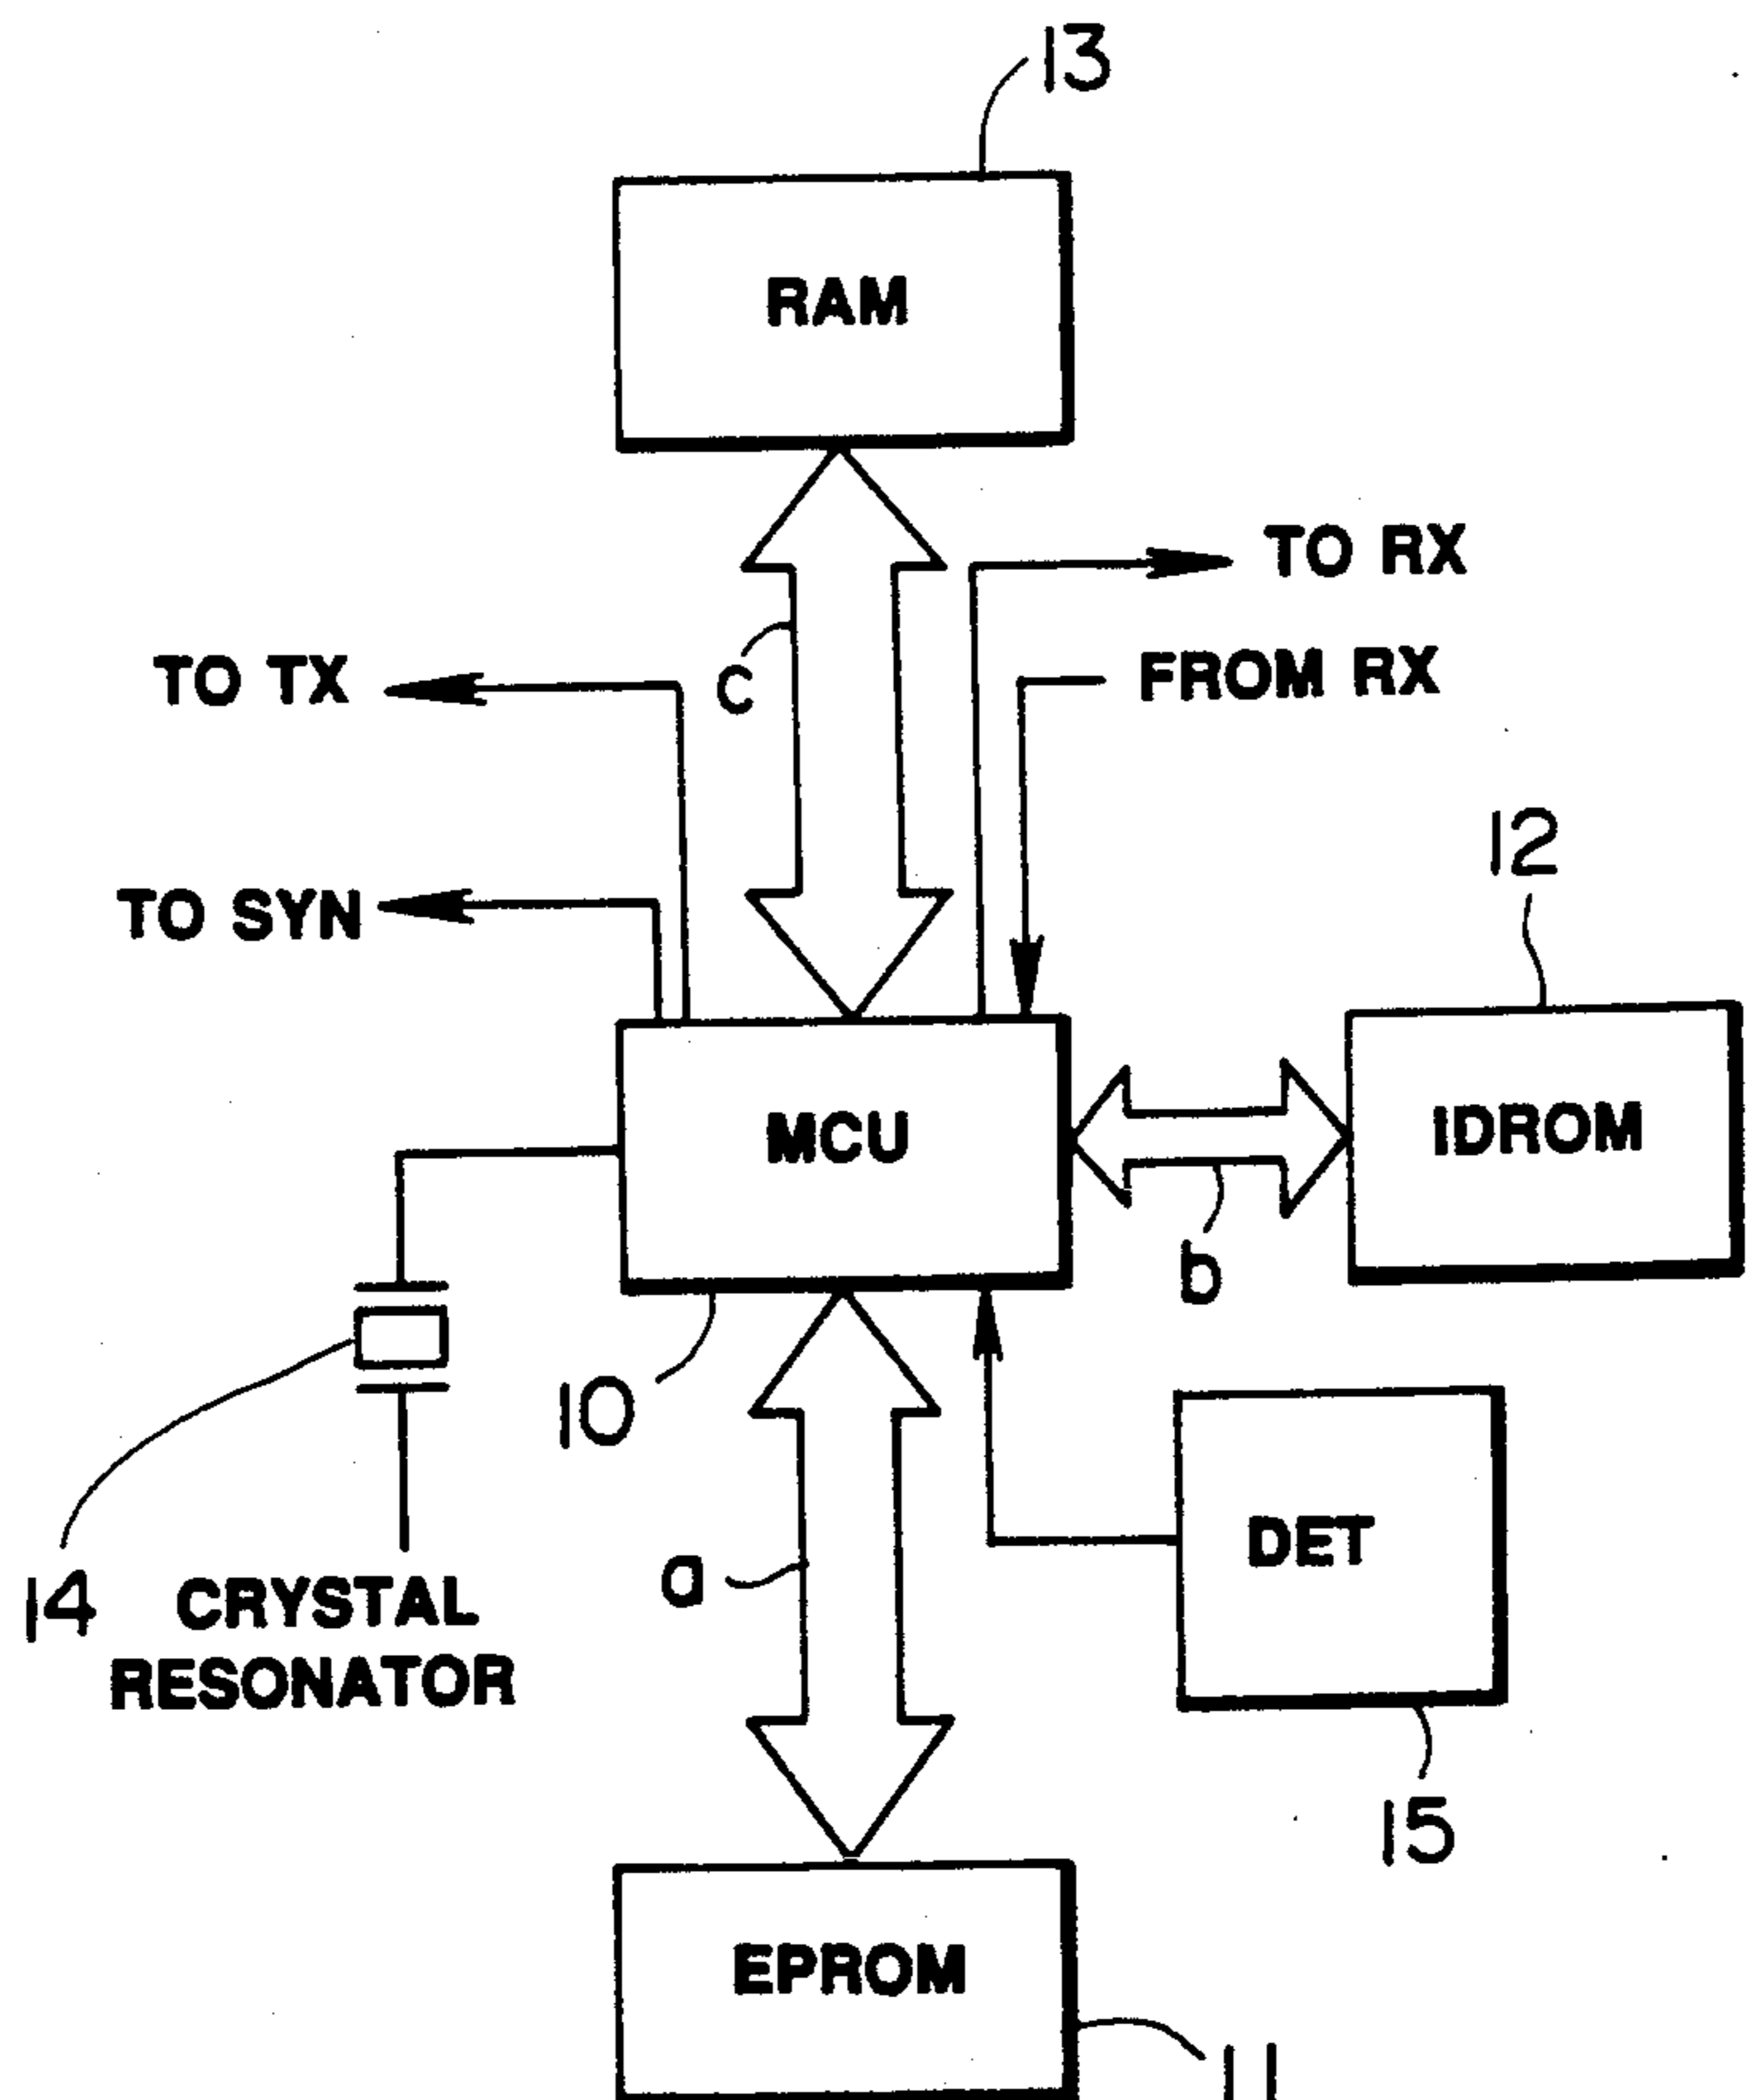 13
RAM
TO RX
C
TO TX
FROM RX
12
TO SYN
MCU
IDROM
b
10
DET
a
14
CRYSTAL
RESONATOR
15
EPROM
11